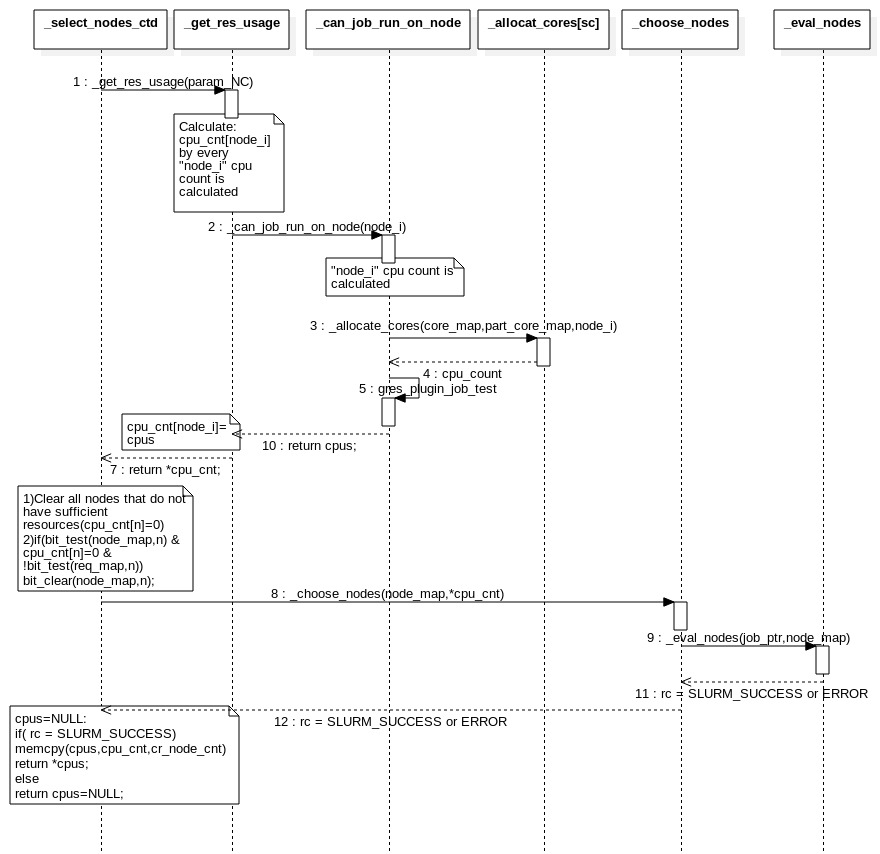 _select_nodes_ctd
_get_res_usage
_can_job_run_on_node
_allocat_cores[sc]
_choose_nodes
_eval_nodes
1 : _get_res_usage(param_NC)
Calculate:
cpu_cnt[node_i]
by every
"node_i" cpu
count is
calculated
2 : _can_job_run_on_node(node_i)
"node_i" cpu count is
calculated
3 : _allocate_cores(core_map,part_core_map,node_i)
4 : cpu_count
5 : gres_plugin_job_test
cpu_cnt[node_i]=
cpus
10 : return cpus;
7 : return *cpu_cnt;
1)Clear all nodes that do not
have sufficient
resources(cpu_cnt[n]=0)
2)if(bit_test(node_map,n) &
cpu_cnt[n]=0 &
!bit_test(req_map,n))
bit_clear(node_map,n);
8 : _choose_nodes(node_map,*cpu_cnt)
9 : _eval_nodes(job_ptr,node_map)
11 : rc = SLURM_SUCCESS or ERROR
12 : rc = SLURM_SUCCESS or ERROR
cpus=NULL:
if( rc = SLURM_SUCCESS)
memcpy(cpus,cpu_cnt,cr_node_cnt)
return *cpus;
else
return cpus=NULL;